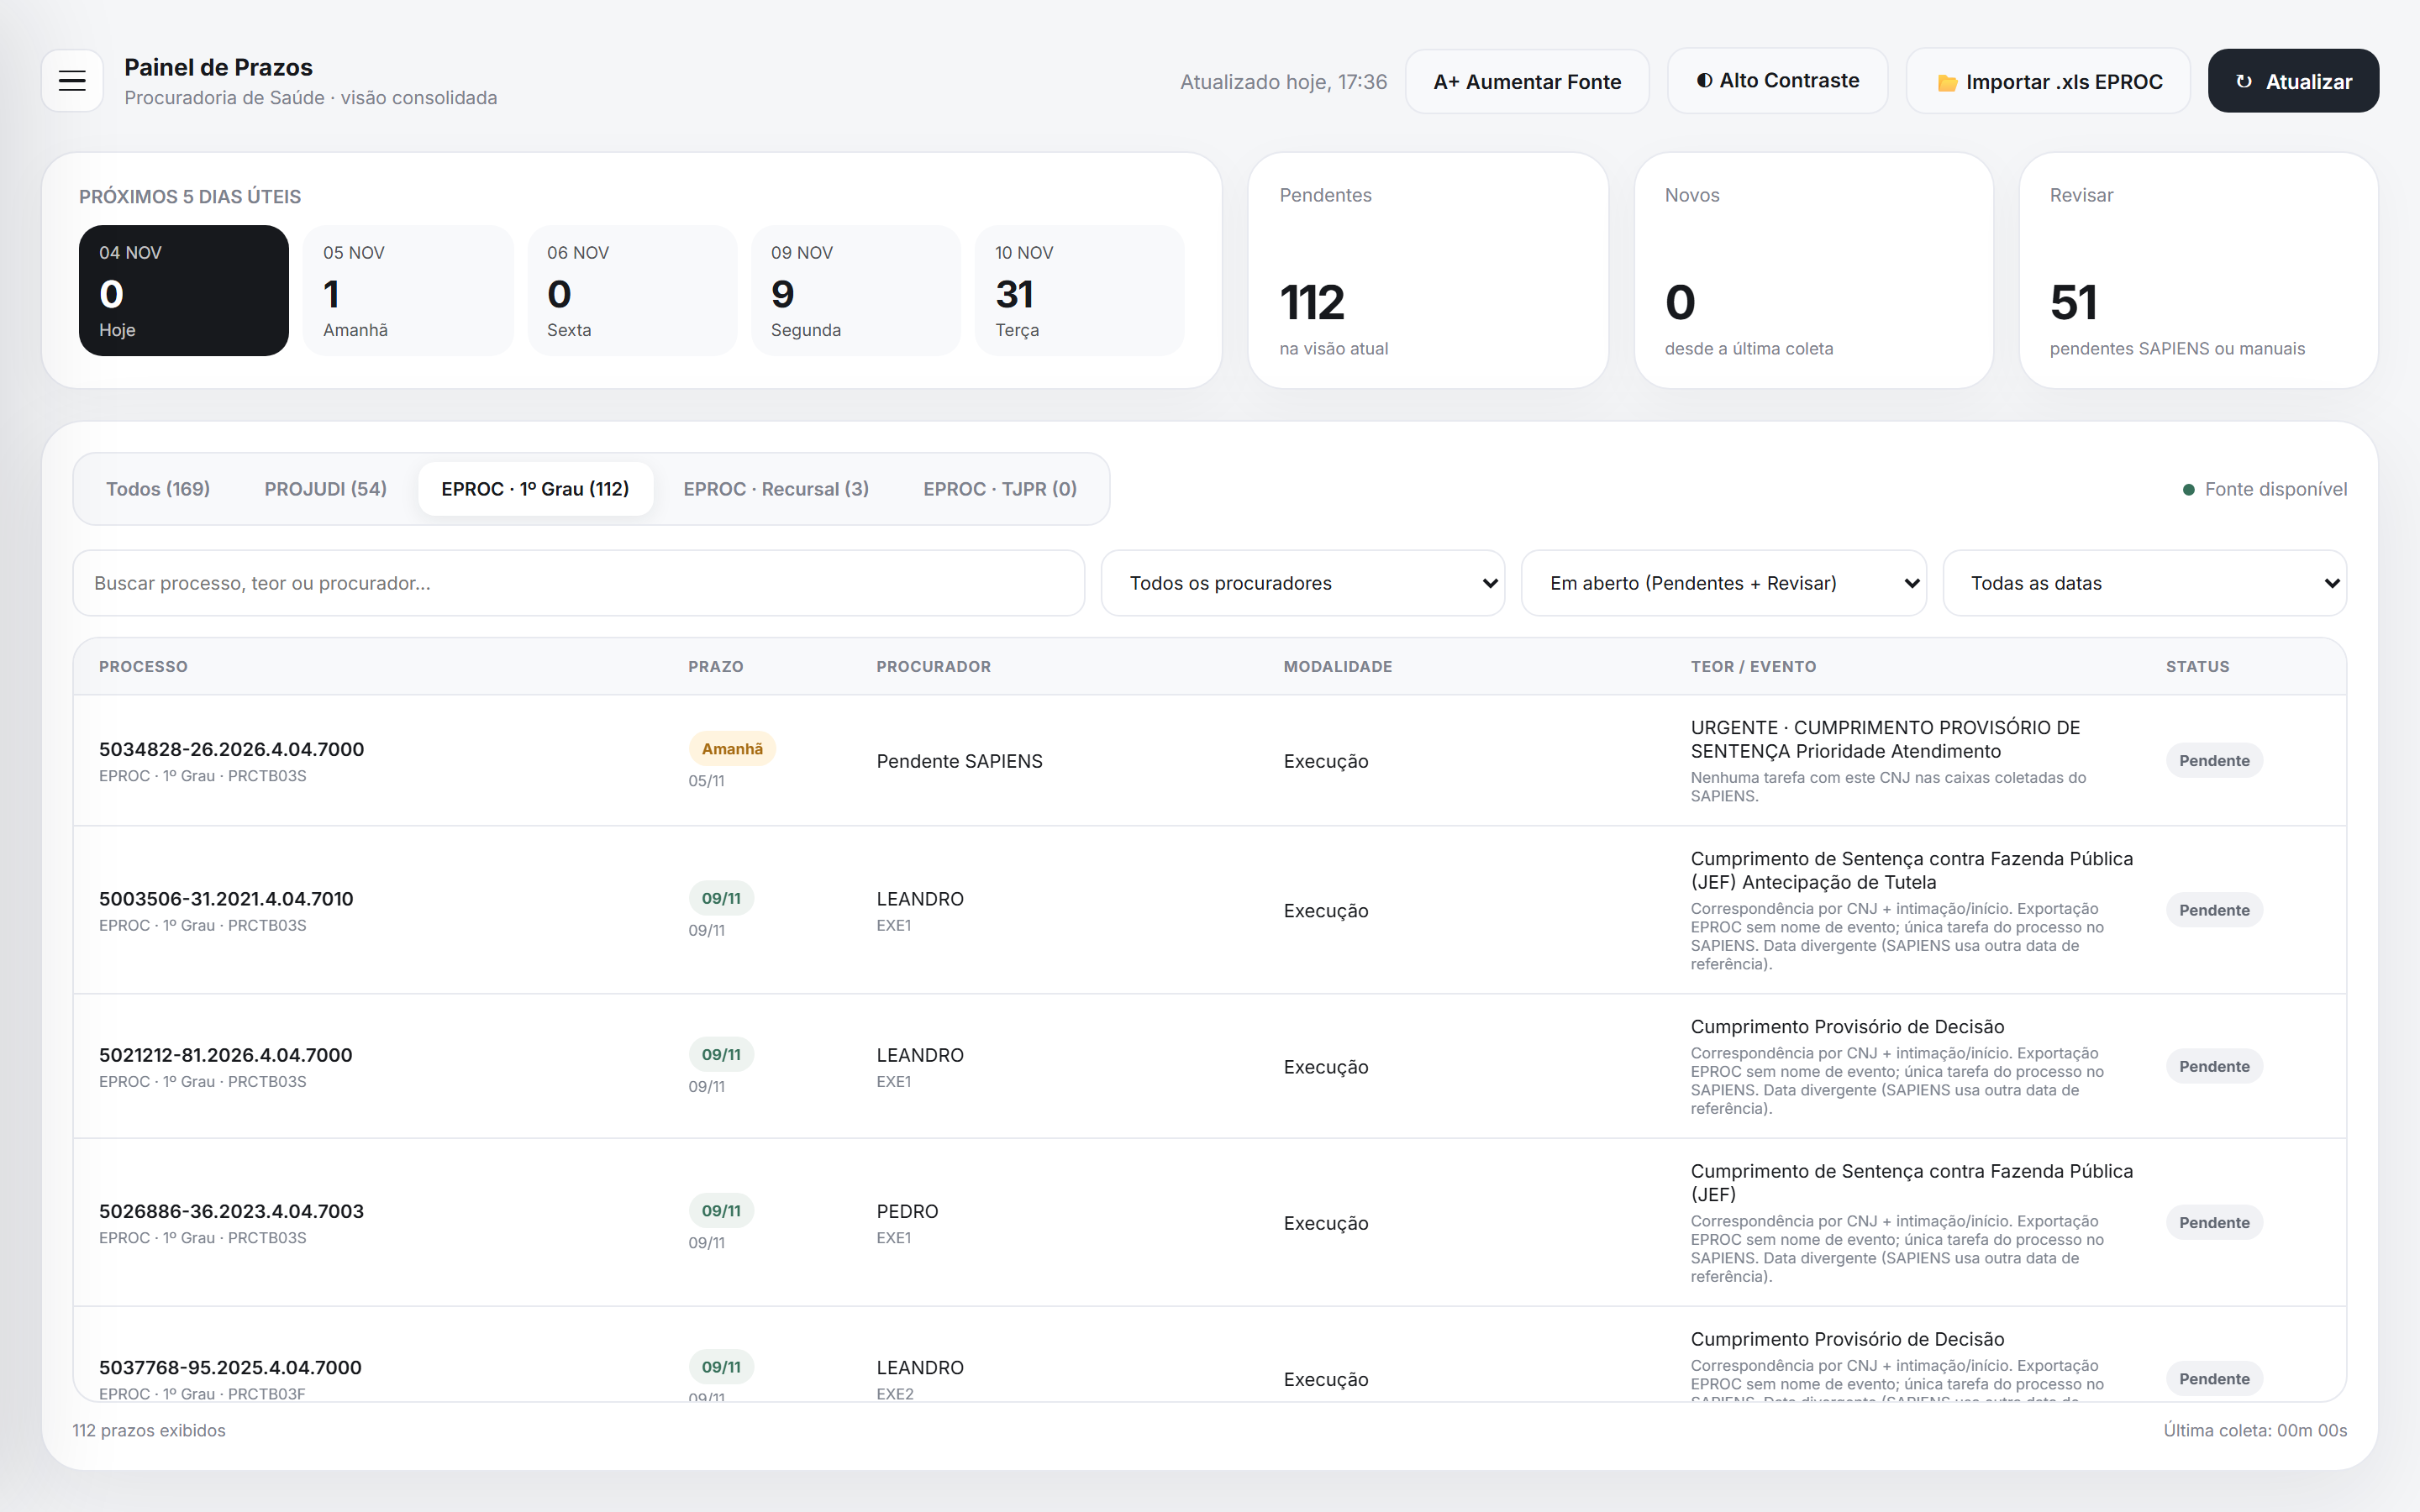 Painel de Prazos
Procuradoria de Saúde · visão consolidada
Atualizado hoje, 17:36
A+ Aumentar Fonte
Alto Contraste
Importar .xls EPROC
Atualizar
PRÓXIMOS 5 DIAS ÚTEIS
04 NOV
0
Hoje
05 NOV
1
Amanhã
06 NOV
0
Sexta
09 NOV
9
Segunda
10 NOV
31
Terça
Pendentes
112
na visão atual
Novos
0
desde a última coleta
Revisar
51
pendentes SAPIENS ou manuais
Todos (169)
PROJUDI (54)
EPROC · 1º Grau (112)
EPROC · Recursal (3)
EPROC · TJPR (0)
Fonte disponível
Buscar processo, teor ou procurador...
Todos os procuradores
Em aberto (Pendentes + Revisar)
Todas as datas
PROCESSO
PRAZO
PROCURADOR
MODALIDADE
TEOR / EVENTO
STATUS
5034828-26.2026.4.04.7000
EPROC · 1º Grau · PRCTB03S
Amanhã
05/11
Pendente SAPIENS
Execução
URGENTE · CUMPRIMENTO PROVISÓRIO DE
SENTENÇA Prioridade Atendimento
Nenhuma tarefa com este CNJ nas caixas coletadas do
SAPIENS.
Pendente
5003506-31.2021.4.04.7010
EPROC · 1º Grau · PRCTB03S
09/11
09/11
LEANDRO
EXE1
Execução
Cumprimento de Sentença contra Fazenda Pública
(JEF) Antecipação de Tutela
Correspondência por CNJ + intimação/início. Exportação
EPROC sem nome de evento; única tarefa do processo no
SAPIENS. Data divergente (SAPIENS usa outra data de
referência).
Pendente
5021212-81.2026.4.04.7000
EPROC · 1º Grau · PRCTB03S
09/11
09/11
LEANDRO
EXE1
Execução
Cumprimento Provisório de Decisão
Correspondência por CNJ + intimação/início. Exportação
EPROC sem nome de evento; única tarefa do processo no
SAPIENS. Data divergente (SAPIENS usa outra data de
referência).
Pendente
5026886-36.2023.4.04.7003
EPROC · 1º Grau · PRCTB03S
09/11
09/11
PEDRO
EXE1
Execução
Cumprimento de Sentença contra Fazenda Pública
(JEF)
Correspondência por CNJ + intimação/início. Exportação
EPROC sem nome de evento; única tarefa do processo no
SAPIENS. Data divergente (SAPIENS usa outra data de
referência).
Pendente
5037768-95.2025.4.04.7000
EPROC · 1º Grau · PRCTB03F
09/11
09/11
LEANDRO
EXE2
Execução
Cumprimento Provisório de Decisão
Correspondência por CNJ + intimação/início. Exportação
EPROC sem nome de evento; única tarefa do processo no
SAPIENS. Data divergente (SAPIENS usa outra data de
Pendente
112 prazos exibidos
Última coleta: 00m 00s